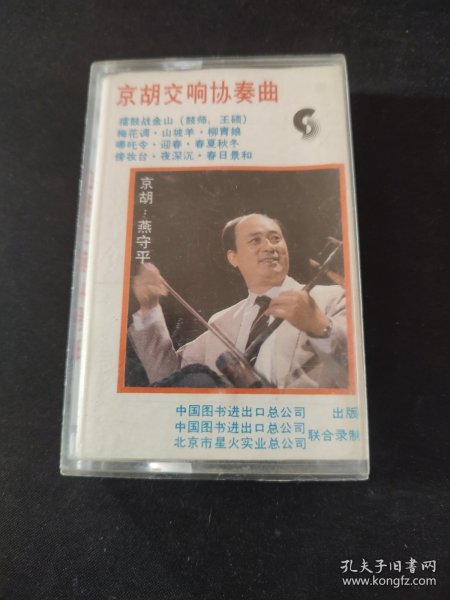 京胡交响协奏曲
擂鼓战金山（鼓师：王硕）
梅花调·山坡羊·柳青娘
哪吒令·迎春·春夏秋冬
傍妆台·夜深沉·春日景和
京胡：燕守平
中国图书进出口总公司 出版
中国图书进出口总公司
北京市星火实业总公司 联合录制
孔夫子旧书网
www.kongfz.com